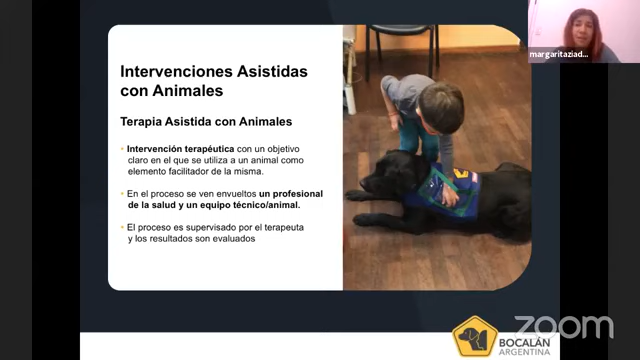 margaritaziad...
Intervenciones Asistidas
con Animales
Terapia Asistida con Animales
• Intervención terapéutica con un objetivo
claro en el que se utiliza a un animal como
elemento facilitador de la misma.
• En el proceso se ven envueltos un profesional
de la salud y un equipo técnico/animal.
• El proceso es supervisado por el terapeuta
y los resultados son evaluados
BOCALÁN
ARGENTINA
zoom